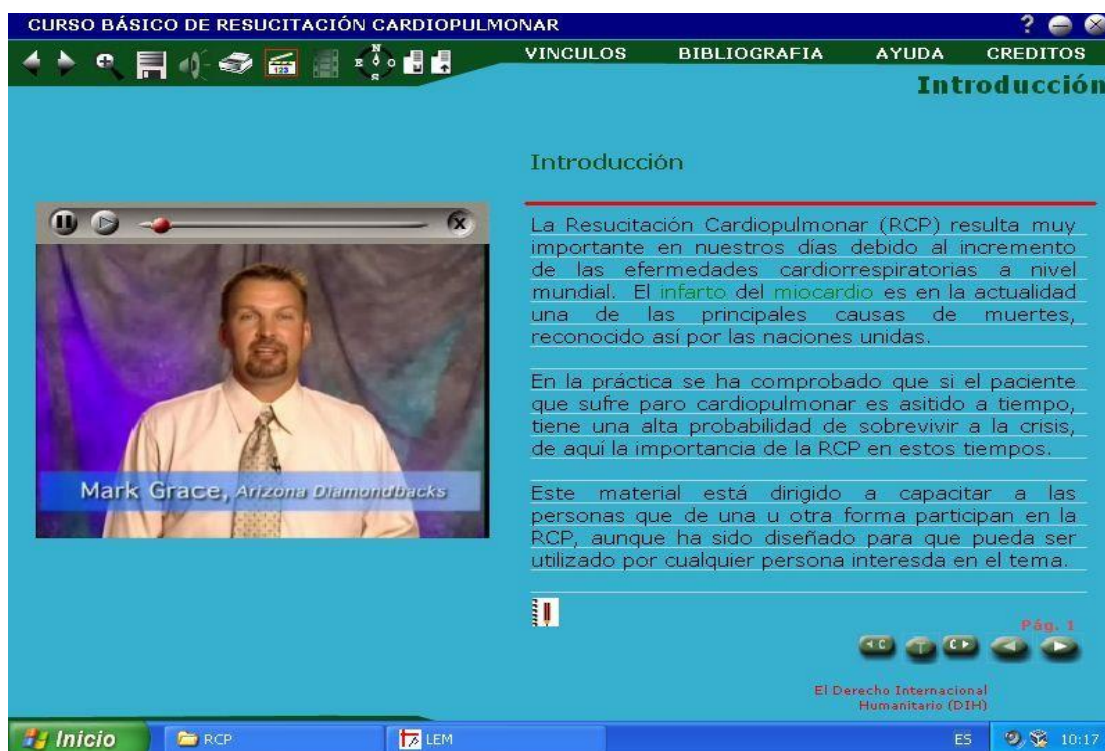 CURSO BÁSICO DE RESUCITACIÓN CARDIOPULMONAR
?
VINCULOS BIBLIOGRAFIA AYUDA CREDITOS
N
E O
S
123
Introducción
Introducción
La Resucitación Cardiopulmonar (RCP) resulta muy
importante en nuestros días debido al incremento
de las efermedades cardiorrespiratorias a nivel
mundial. El infarto del miocardio es en la actualidad
una de las principales causas de muertes,
reconocido así por las naciones unidas.
En la práctica se ha comprobado que si el paciente
que sufre paro cardiopulmonar es asitido a tiempo,
tiene una alta probabilidad de sobrevivir a la crisis,
de aquí la importancia de la RCP en estos tiempos.
Este material está dirigido a capacitar a las
personas que de una u otra forma participan en la
RCP, aunque ha sido diseñado para que pueda ser
utilizado por cualquier persona interesda en el tema.
Mark Grace, Arizona Diamondbacks
Pág. 1
C T C
El Derecho Internacional
Humanitario (DIH)
Inicio RCP LEM ES 10:17